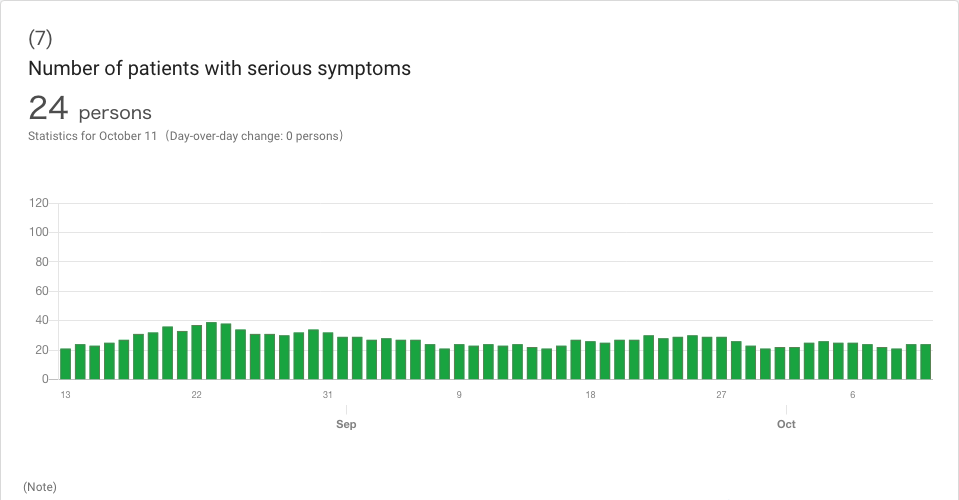 (7)
Number of patients with serious symptoms
24 persons
Statistics for October 11（Day-over-day change: 0 persons）
120
100
80
60
40
20
0
13 22 31 9 18 27 6
Sep Oct
(Note)